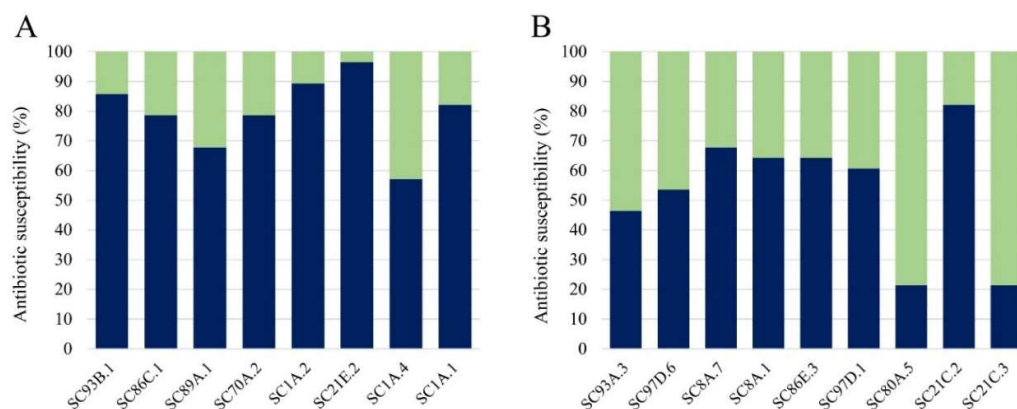 A
Antibiotic susceptibility (%)
100
90
80
70
60
50
40
30
20
10
0
SC93B.1
SC86C.1
SC89A.1
SC70A.2
SC1A.2
SC21E.2
SC1A.4
SC1A.1
B
Antibiotic susceptibility (%)
100
90
80
70
60
50
40
30
20
10
0
SC93A.3
SC97D.6
SC8A.7
SC8A.1
SC86E.3
SC97D.1
SC80A.5
SC21C.2
SC21C.3